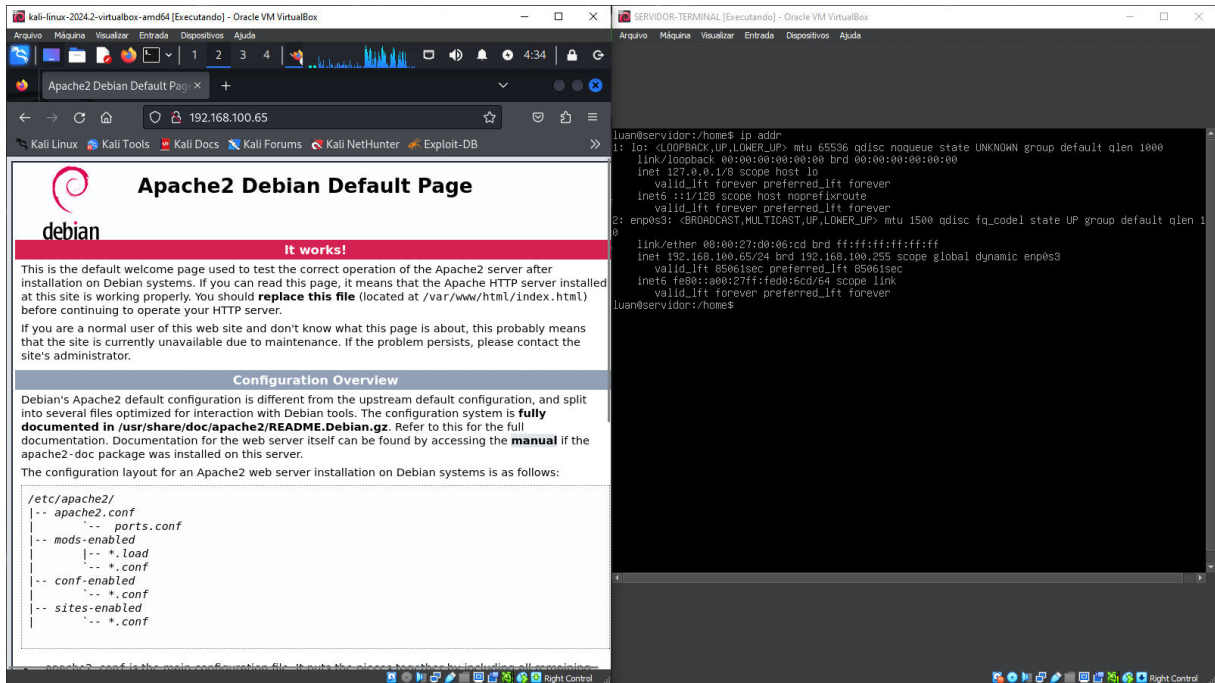 kali-linux-2024.2-virtualbox-amd64 [Executando] - Oracle VM VirtualBox
Arquivo Máquina Visualizar Entrada Dispositivos Ajuda
1 2 3 4 4:34
Apache2 Debian Default Pag
192.168.100.65
Kali Linux Kali Tools Kali Docs Kali Forums Kali NetHunter Exploit-DB
debian
Apache2 Debian Default Page
It works!
This is the default welcome page used to test the correct operation of the Apache2 server after
installation on Debian systems. If you can read this page, it means that the Apache HTTP server installed
at this site is working properly. You should replace this file (located at /var/www/html/index.html)
before continuing to operate your HTTP server.
If you are a normal user of this web site and don't know what this page is about, this probably means
that the site is currently unavailable due to maintenance. If the problem persists, please contact the
site's administrator.
Configuration Overview
Debian's Apache2 default configuration is different from the upstream default configuration, and split
into several files optimized for interaction with Debian tools. The configuration system is fully
documented in /usr/share/doc/apache2/README.Debian.gz. Refer to this for the full
documentation. Documentation for the web server itself can be found by accessing the manual if the
apache2-doc package was installed on this server.
The configuration layout for an Apache2 web server installation on Debian systems is as follows:
/etc/apache2/
|-- apache2.conf
|       `--  ports.conf
|-- mods-enabled
|       |-- *.load
|       `-- *.conf
|-- conf-enabled
|       `-- *.conf
|-- sites-enabled
|       `-- *.conf
apache2.conf is the main configuration file. It puts the pieces together by including all remaining
Right Control
SERVIDOR-TERMINAL [Executando] - Oracle VM VirtualBox
Arquivo Máquina Visualizar Entrada Dispositivos Ajuda
luan@servidor:/home$ ip addr
1: lo: <LOOPBACK,UP,LOWER_UP> mtu 65536 qdisc noqueue state UNKNOWN group default qlen 1000
link/loopback 00:00:00:00:00:00 brd 00:00:00:00:00:00
inet 127.0.0.1/8 scope host lo
valid_lft forever preferred_lft forever
inet6 ::1/128 scope host noprefixroute
valid_lft forever preferred_lft forever
2: enp0s3: <BROADCAST,MULTICAST,UP,LOWER_UP> mtu 1500 qdisc fq_codel state UP group default qlen 1
0
link/ether 08:00:27:d0:06:cd brd ff:ff:ff:ff:ff:ff
inet 192.168.100.65/24 brd 192.168.100.255 scope global dynamic enp0s3
valid_lft 85061sec preferred_lft 85061sec
inet6 fe80::a00:27ff:fed0:6cd/64 scope link
valid_lft forever preferred_lft forever
luan@servidor:/home$
Right Control